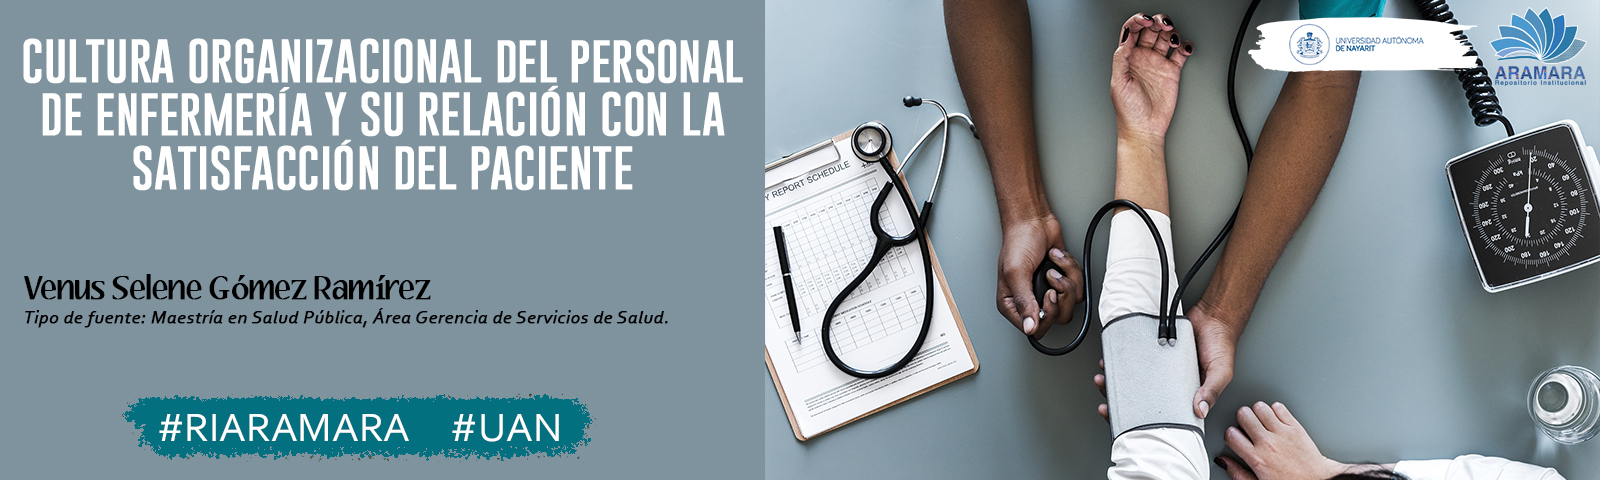 CULTURA ORGANIZACIONAL DEL PERSONAL
DE ENFERMERÍA Y SU RELACIÓN CON LA
SATISFACCIÓN DEL PACIENTE
Venus Selene Gómez Ramírez
Tipo de fuente: Maestría en Salud Pública, Área Gerencia de Servicios de Salud.
#RIARAMARA #UAN
UNIVERSIDAD AUTÓNOMA
DE NAYARIT
ARAMARA
Repositorio Institucional
Y REPORT SCHEDULE